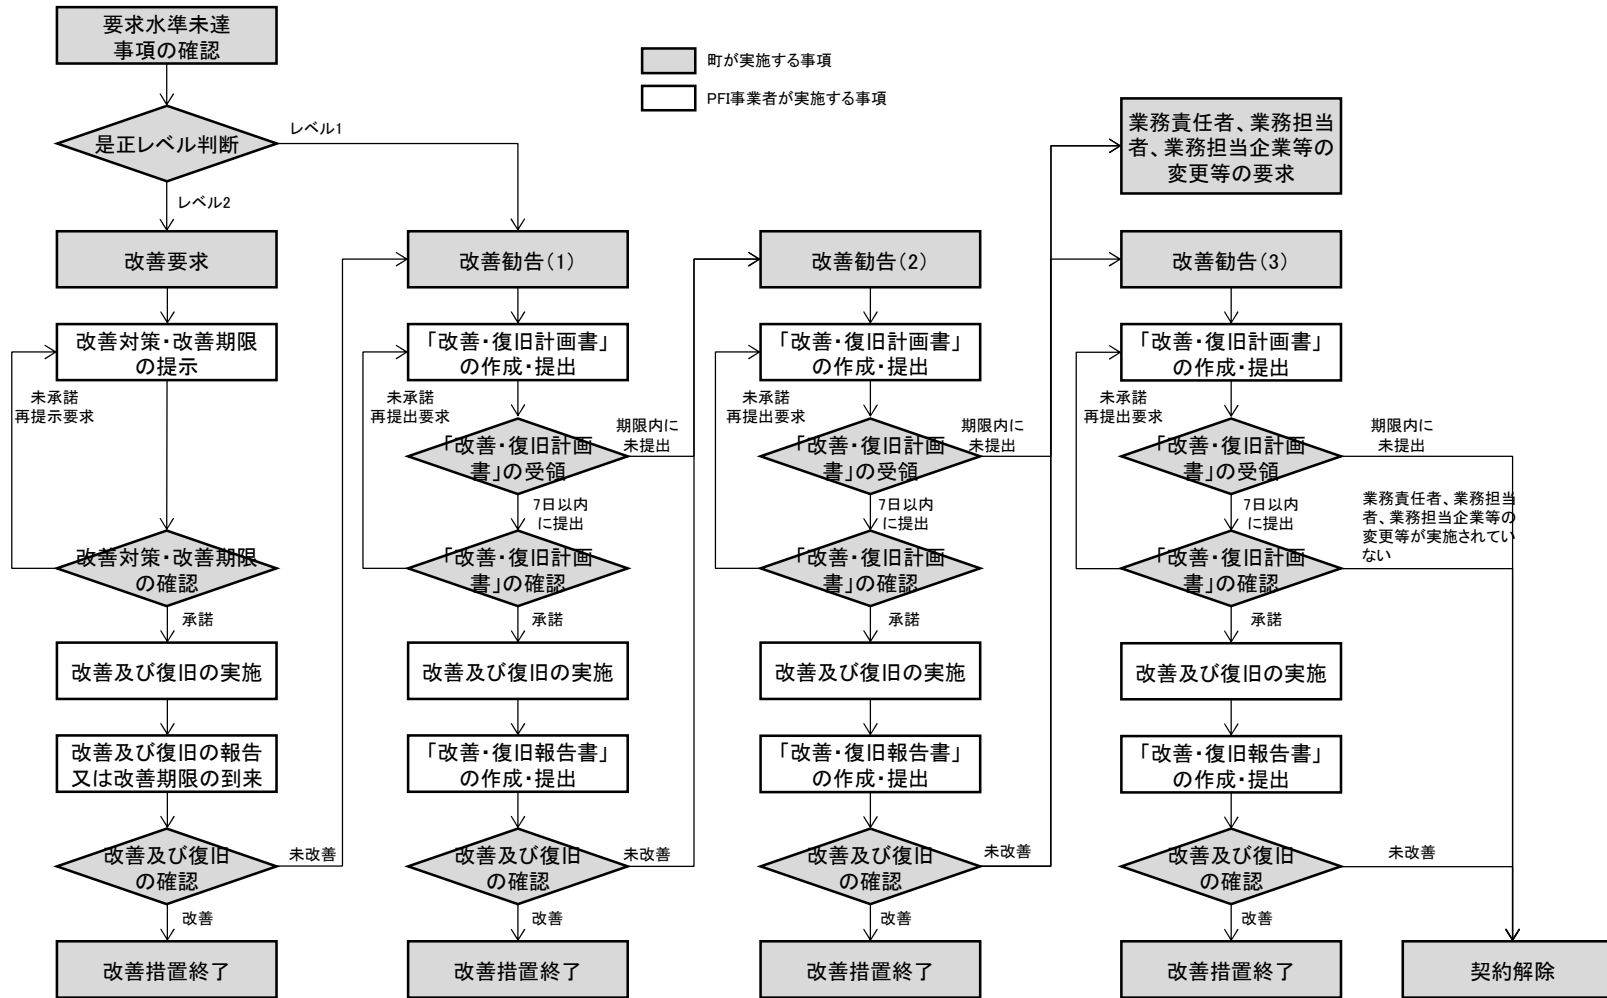 要求水準未達
事項の確認
町が実施する事項
PFI事業者が実施する事項
是正レベル判断
レベル1
レベル2
改善要求
改善対策・改善期限
の提示
未承諾
再提示要求
改善対策・改善期限
の確認
承諾
改善及び復旧の実施
改善及び復旧の報告
又は改善期限の到来
改善及び復旧
の確認
未改善
改善
改善措置終了
改善勧告(1)
「改善・復旧計画書」
の作成・提出
未承諾
再提出要求
「改善・復旧計画
書」の受領
期限内に
未提出
7日以内
に提出
「改善・復旧計画
書」の確認
承諾
改善及び復旧の実施
「改善・復旧報告書」
の作成・提出
改善及び復旧
の確認
未改善
改善
改善措置終了
改善勧告(2)
「改善・復旧計画書」
の作成・提出
未承諾
再提出要求
「改善・復旧計画
書」の受領
期限内に
未提出
7日以内
に提出
「改善・復旧計画
書」の確認
承諾
改善及び復旧の実施
「改善・復旧報告書」
の作成・提出
改善及び復旧
の確認
未改善
改善
改善措置終了
業務責任者、業務担当
者、業務担当企業等の
変更等の要求
改善勧告(3)
「改善・復旧計画書」
の作成・提出
未承諾
再提出要求
「改善・復旧計画
書」の受領
期限内に
未提出
7日以内
に提出
業務責任者、業務担当
者、業務担当企業等の
変更等が実施されてい
ない
「改善・復旧計画
書」の確認
承諾
改善及び復旧の実施
「改善・復旧報告書」
の作成・提出
改善及び復旧
の確認
未改善
改善
改善措置終了
契約解除